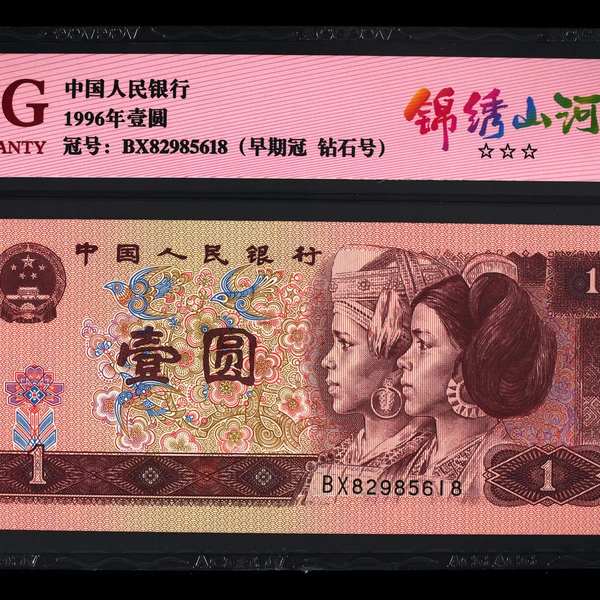 G
ANTY
中国人民银行
1996年壹圆
冠号：BX82985618（早期冠 钻石号）
锦绣山河
☆☆☆
中国人民银行
1
壹圆
1
BX82985618
1